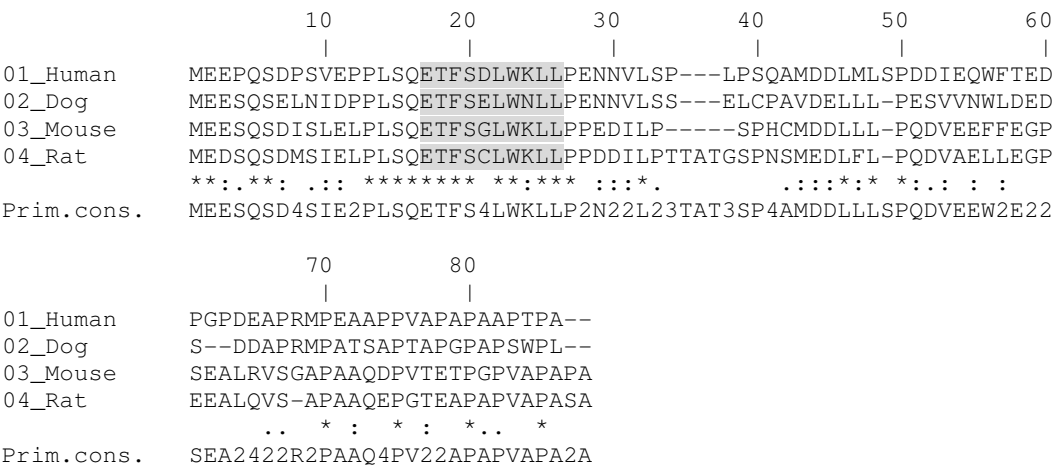 10 20 30 40 50 60
| | | | | |
01_Human MEEPQSDPSVEPPLSQETFSDLWKLLPENNVLSP---LPSQAMDDLMLSPDDIEQWFTED
02_Dog MEESQSELNIDPPLSQETFSELWNLLPENNVLSS---ELCPAVDELLL-PESVVNWLDED
03_Mouse MEESQSDISLELPLSQETFSGLWKLLPPEDILP-----SPHCMDDLLL-PQDVEEFFEGP
04_Rat MEDSQSDMSIELPLSQETFSCLWKLLPPDDILPTTATGSPNSMEDLFL-PQDVAELLEGP
**:.**: .:: ******** **:*** :::*. .:::*:* *:.: : :
Prim.cons. MEESQSD4SIE2PLSQETFS4LWKLLP2N22L23TAT3SP4AMDDLLLSPQDVEEW2E22
70 80
| |
01_Human PGPDEAPRMPEAAPPVAPAPAAPTPA--
02_Dog S--DDAPRMPATSAPTAPGPAPSWPL--
03_Mouse SEALRVSGAPAAQDPVTETPGPVAPAPA
04_Rat EEALQVS-APAAQEPGTEAPAPVAPASA
.. * : * : *.. *
Prim.cons. SEA2422R2PAAQ4PV22APAPVAPA2A